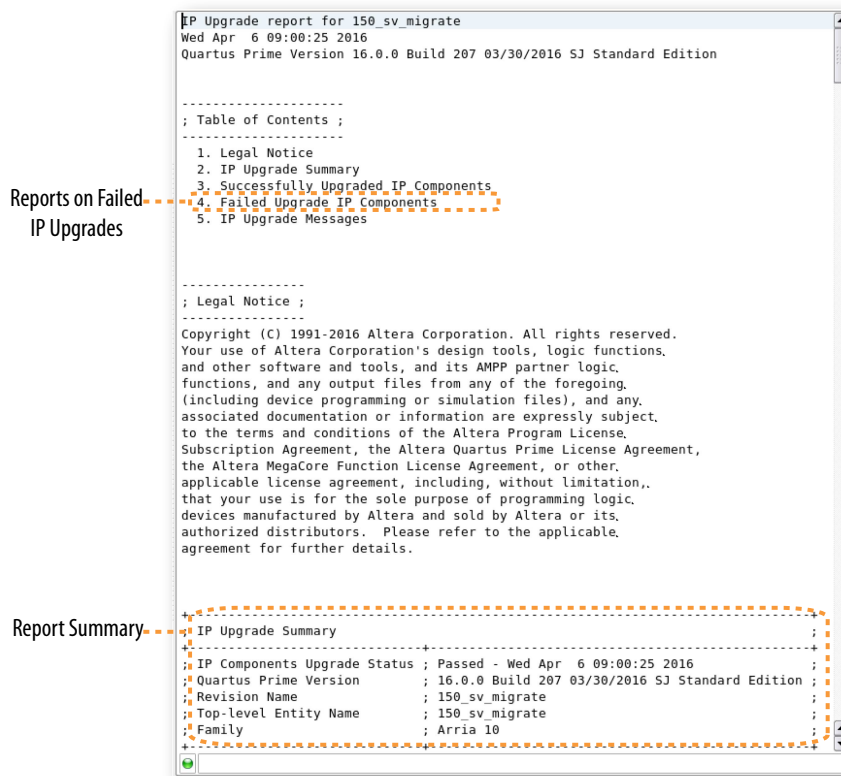 IP Upgrade report for 150_sv_migrate
Wed Apr  6 09:00:25 2016
Quartus Prime Version 16.0.0 Build 207 03/30/2016 SJ Standard Edition
---------------------
; Table of Contents ;
---------------------
1. Legal Notice
2. IP Upgrade Summary
3. Successfully Upgraded IP Components
4. Failed Upgrade IP Components
5. IP Upgrade Messages
Reports on Failed
IP Upgrades
----------------
; Legal Notice ;
----------------
Copyright (C) 1991-2016 Altera Corporation. All rights reserved.
Your use of Altera Corporation's design tools, logic functions.
and other software and tools, and its AMPP partner logic.
functions, and any output files from any of the foregoing.
(including device programming or simulation files), and any.
associated documentation or information are expressly subject.
to the terms and conditions of the Altera Program License.
Subscription Agreement, the Altera Quartus Prime License Agreement,
the Altera MegaCore Function License Agreement, or other.
applicable license agreement, including, without limitation,.
that your use is for the sole purpose of programming logic.
devices manufactured by Altera and sold by Altera or its.
authorized distributors.  Please refer to the applicable.
agreement for further details.
Report Summary
; IP Upgrade Summary ;
; IP Components Upgrade Status ; Passed - Wed Apr  6 09:00:25 2016 ;
; Quartus Prime Version ; 16.0.0 Build 207 03/30/2016 SJ Standard Edition ;
; Revision Name ; 150_sv_migrate ;
; Top-level Entity Name ; 150_sv_migrate ;
; Family ; Arria 10 ;